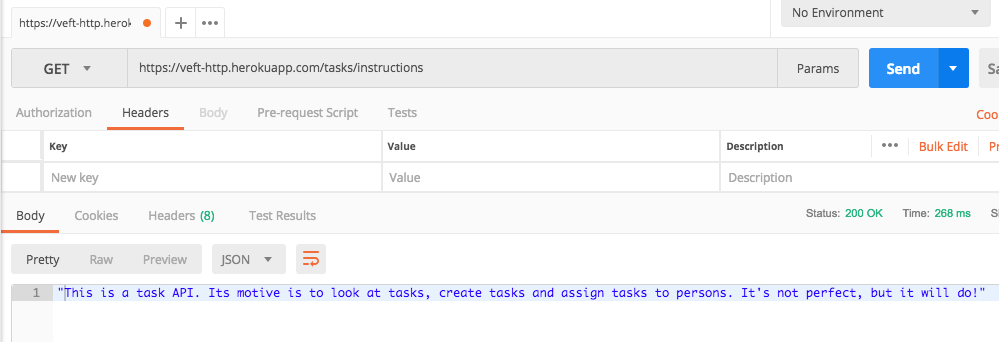 https://veft-http.herok
No Environment
GET https://veft-http.herokuapp.com/tasks/instructions Params Send Sa
Authorization Headers Body Pre-request Script Tests Coo
Key Value Description Bulk Edit Pr
New key Value Description
Body Cookies Headers (8) Test Results Status: 200 OK Time: 268 ms
Pretty Raw Preview JSON
1 "This is a task API. Its motive is to look at tasks, create tasks and assign tasks to persons. It's not perfect, but it will do!"